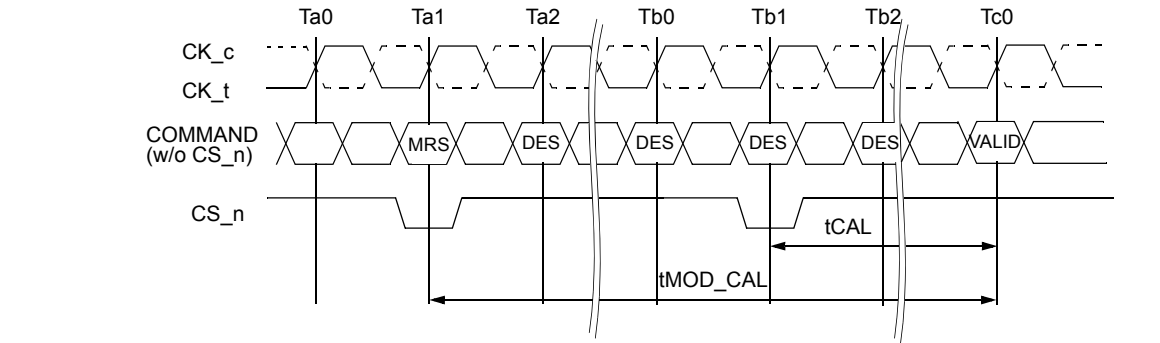 Ta0 Ta1 Ta2 Tb0 Tb1 Tb2 Tc0
CK_c
CK_t
COMMAND
(w/o CS_n)
MRS DES DES DES DES VALID
CS_n
tCAL
tMOD_CAL